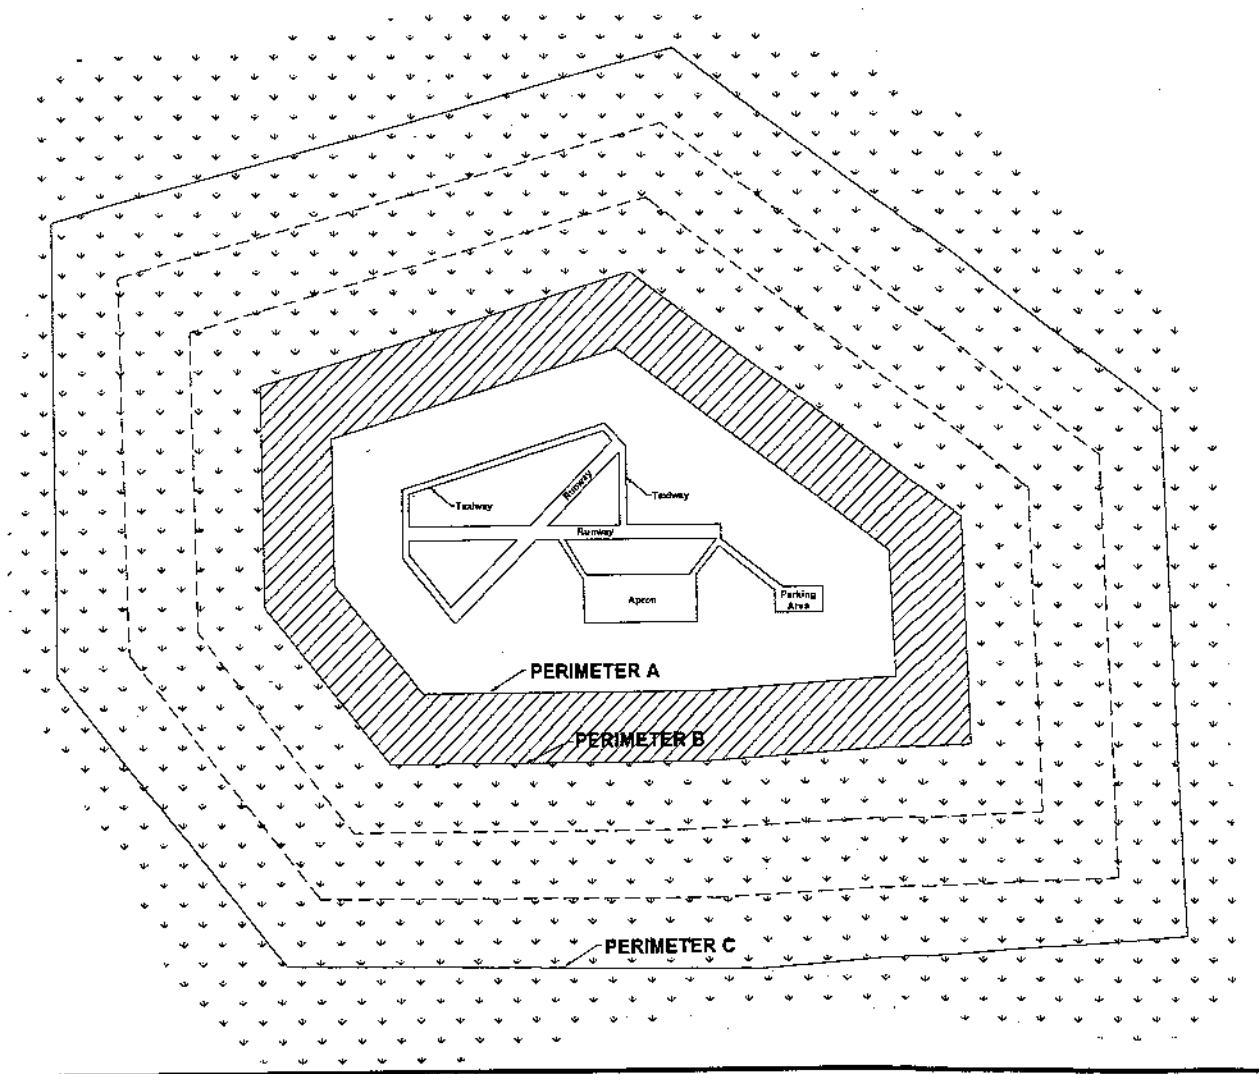 Runway
Taxiway
Taxiway
Runway
Apron
Parking
Area
PERIMETER A
PERIMETER B
PERIMETER C